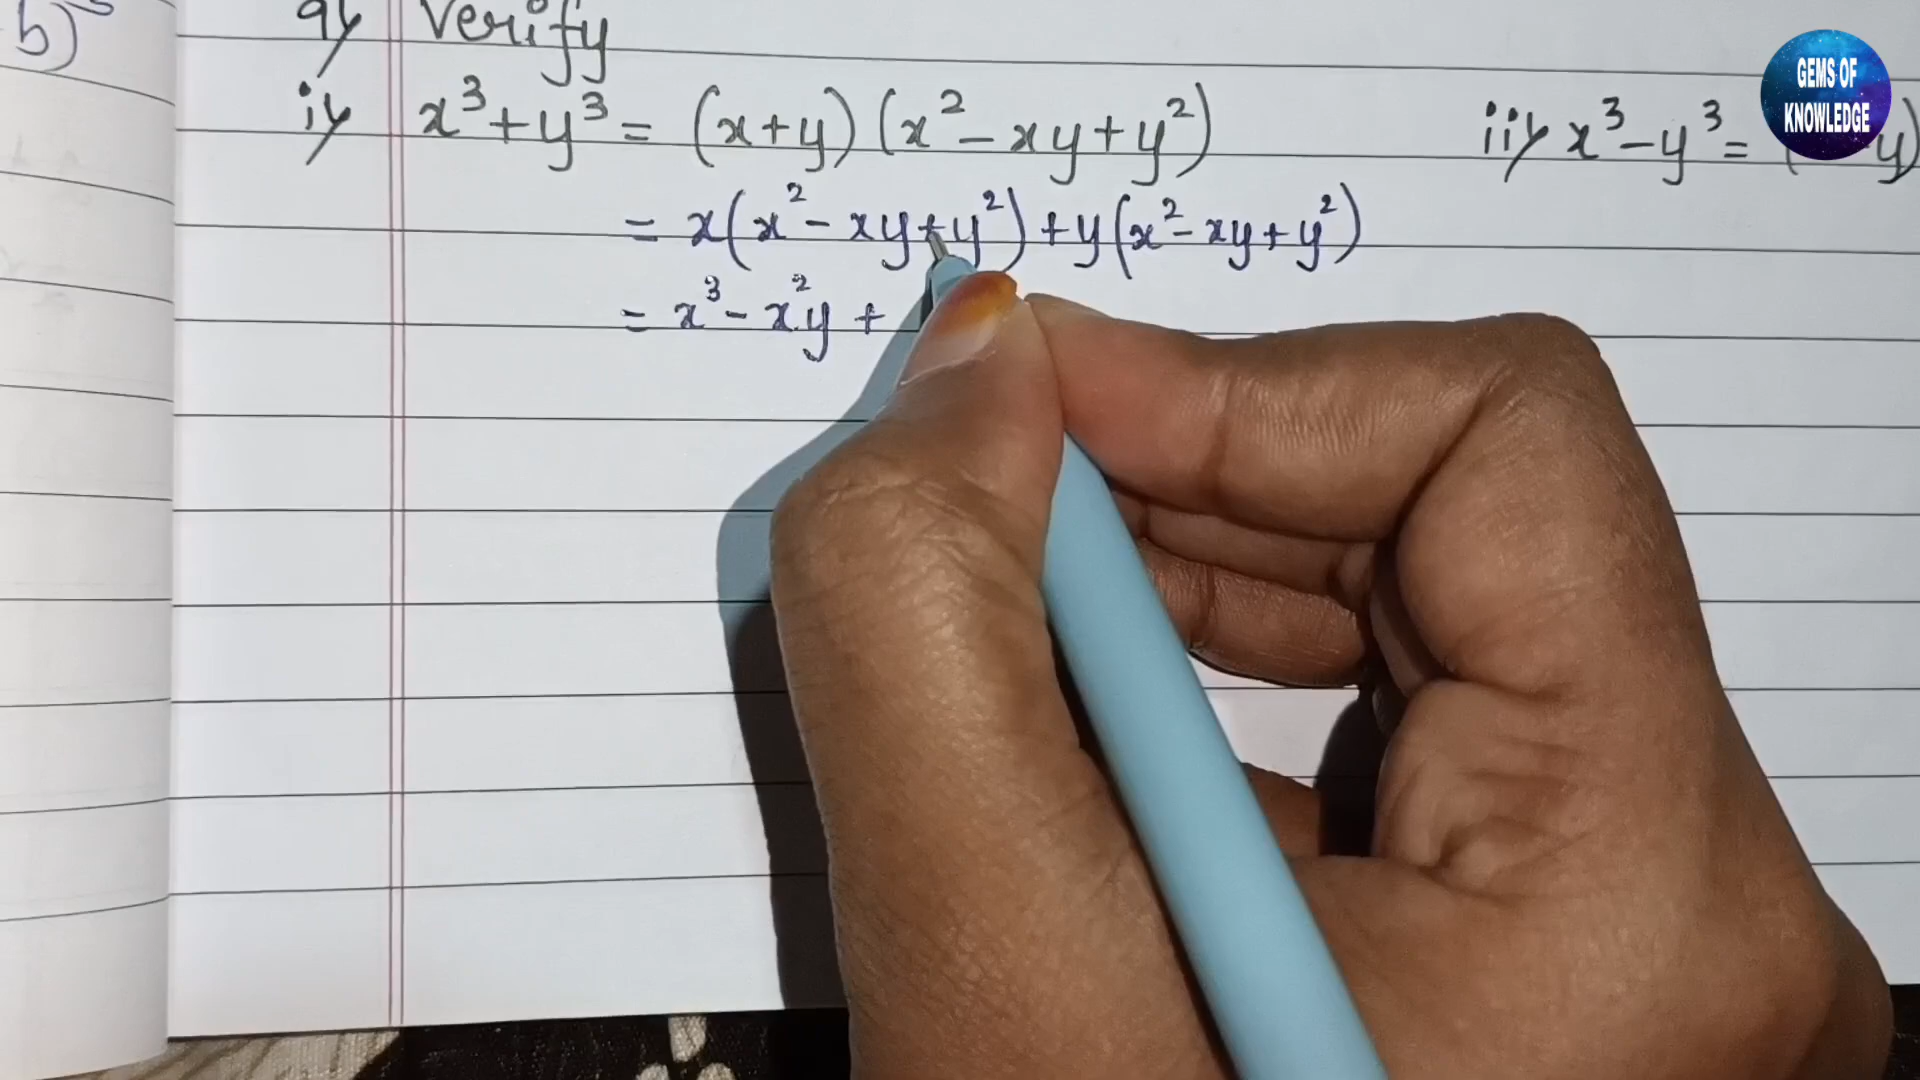 b)
9) Verify
i) x³+y³ = (x+y) (x²-xy+y²)
ii) x³-y³ = ( y)
= x(x²-xy+y²)+y(x²-xy+y²)
= x³-x²y+
GEMS OF
KNOWLEDGE